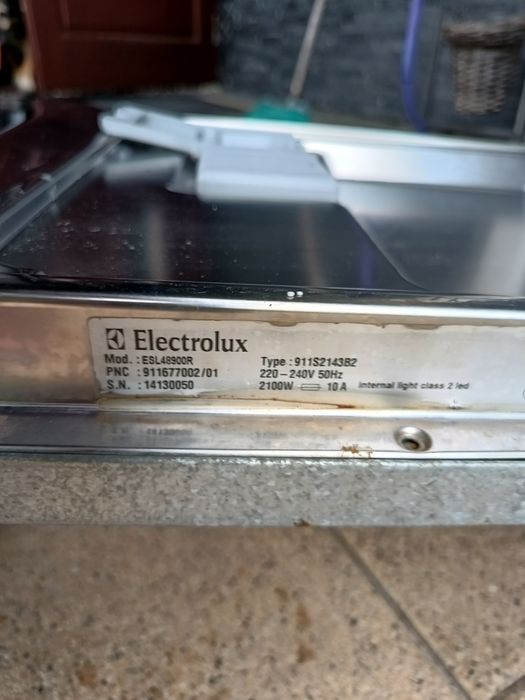 Electrolux
Mod. : ESL48900R Type : 911S2143B2
PNC : 911677002/01 220-240V 50Hz
S.N. : 14130050 2100W 10 A internal light class 2 led